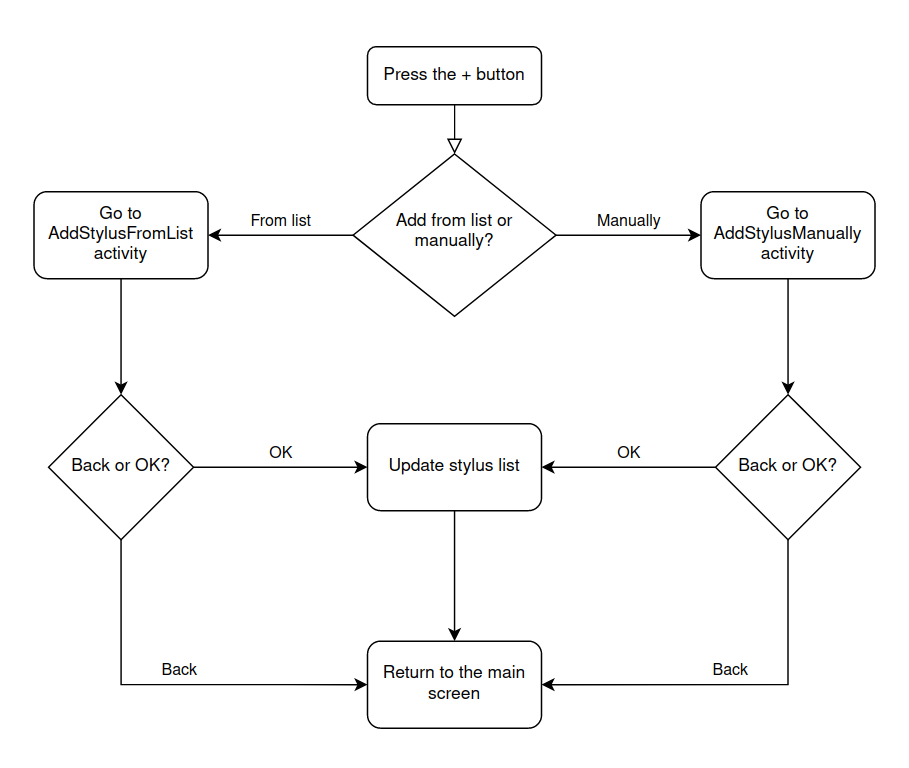 Press the + button
Add from list or
manually?
From list
Manually
Go to
AddStylusFromList
activity
Go to
AddStylusManually
activity
Back or OK?
OK
Update stylus list
OK
Back or OK?
Back
Return to the main
screen
Back